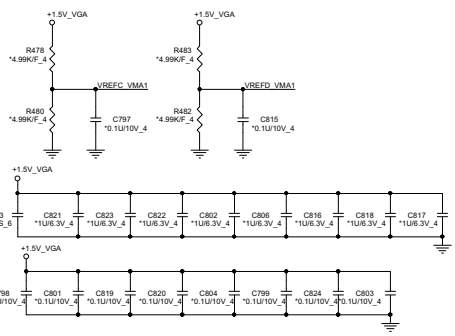 +1.5V_VGA
+1.5V_VGA
R478
*4.99K/F_4
R483
*4.99K/F_4
VREFC_VMA1
VREFD_VMA1
R480
*4.99K/F_4
C797
*0.1U/10V_4
R482
*4.99K/F_4
C815
*0.1U/10V_4
+1.5V_VGA
C821
*1U/6.3V_4
C823
*1U/6.3V_4
C822
*1U/6.3V_4
C802
*1U/6.3V_4
C806
*1U/6.3V_4
C816
*1U/6.3V_4
C818
*1U/6.3V_4
C817
*1U/6.3V_4
+1.5V_VGA
C801
*0.1U/10V_4
C819
*0.1U/10V_4
C820
*0.1U/10V_4
C804
*0.1U/10V_4
C799
*0.1U/10V_4
C824
*0.1U/10V_4
C803
*0.1U/10V_4